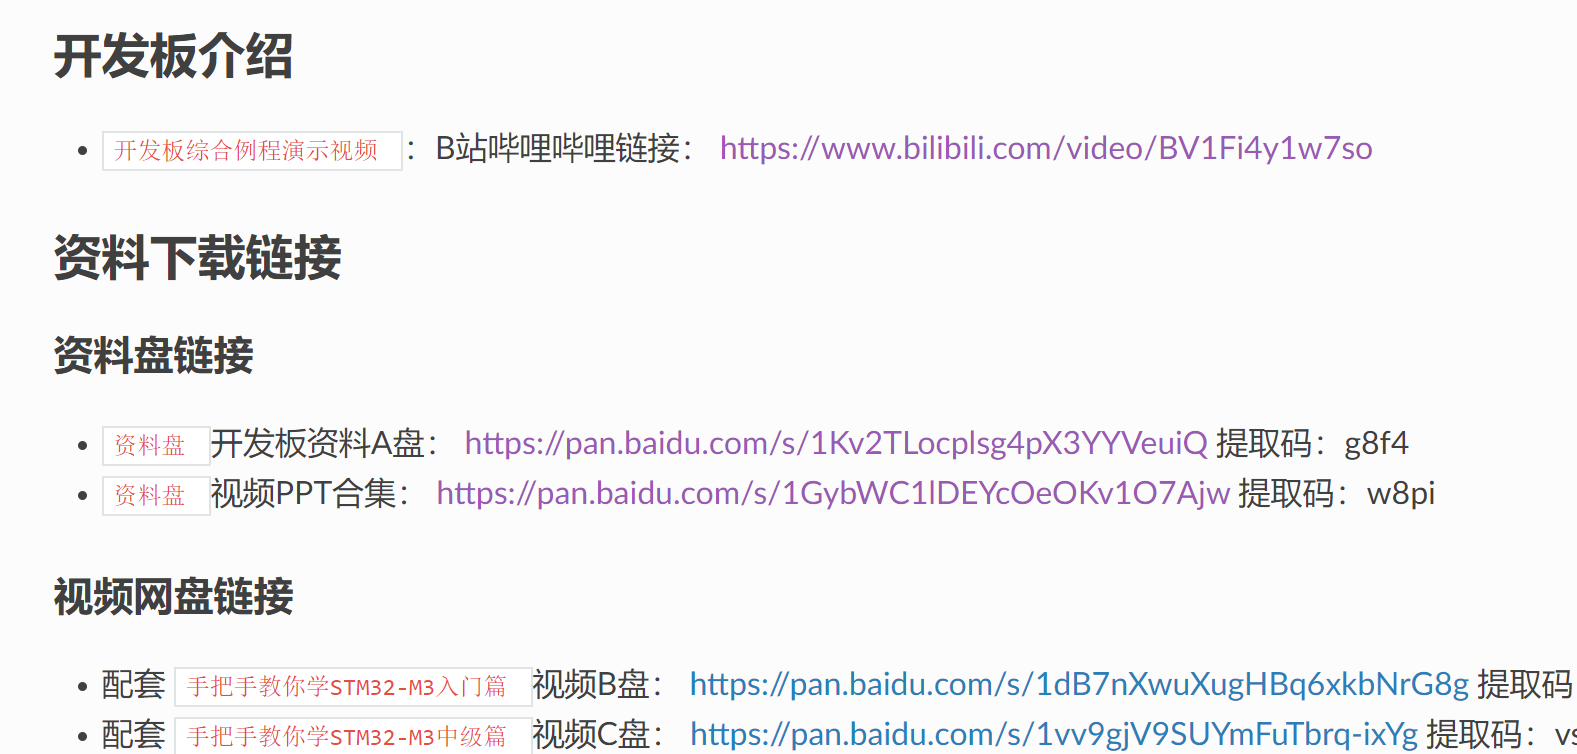 开发板介绍
开发板综合例程演示视频 ：B站哔哩哔哩链接： https://www.bilibili.com/video/BV1Fi4y1w7so
资料下载链接
资料盘链接
资料盘 开发板资料A盘： https://pan.baidu.com/s/1Kv2TLocplsg4pX3YYVeuiQ 提取码：g8f4
资料盘 视频PPT合集： https://pan.baidu.com/s/1GybWC1lDEYcOeOKv1O7Ajw 提取码：w8pi
视频网盘链接
配套 手把手教你学STM32-M3入门篇 视频B盘： https://pan.baidu.com/s/1dB7nXwuXugHBq6xkbNrG8g 提取码
配套 手把手教你学STM32-M3中级篇 视频C盘： https://pan.baidu.com/s/1vv9gjV9SUYmFuTbrq-ixYg 提取码：vs